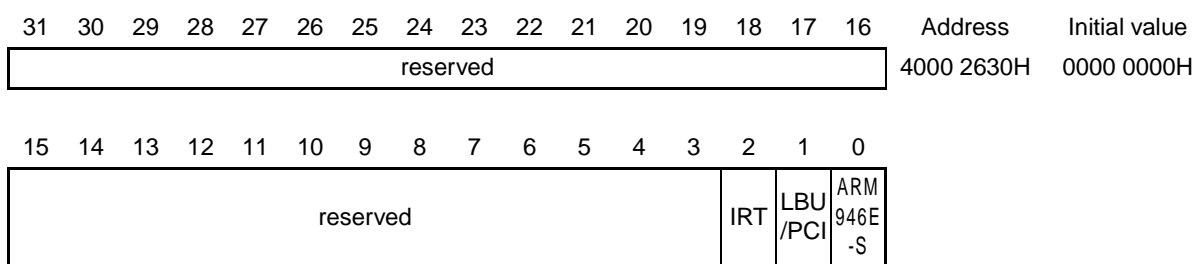 31 30 29 28 27 26 25 24 23 22 21 20 19 18 17 16 Address Initial value
reserved 4000 2630H 0000 0000H
15 14 13 12 11 10 9 8 7 6 5 4 3 2 1 0
reserved IRT LBU /PCI ARM 946E -S